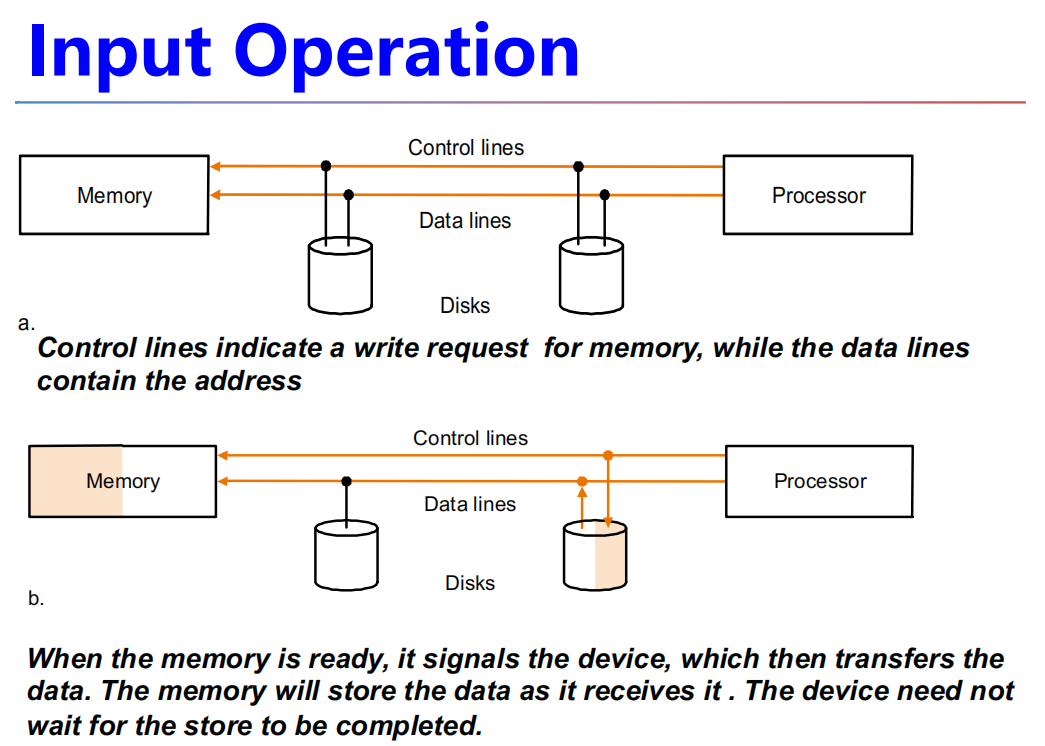 Input Operation
Control lines
Memory
Processor
Data lines
Disks
a.
Control lines indicate a write request for memory, while the data lines
contain the address
Control lines
Memory
Processor
Data lines
Disks
b.
When the memory is ready, it signals the device, which then transfers the
data. The memory will store the data as it receives it . The device need not
wait for the store to be completed.